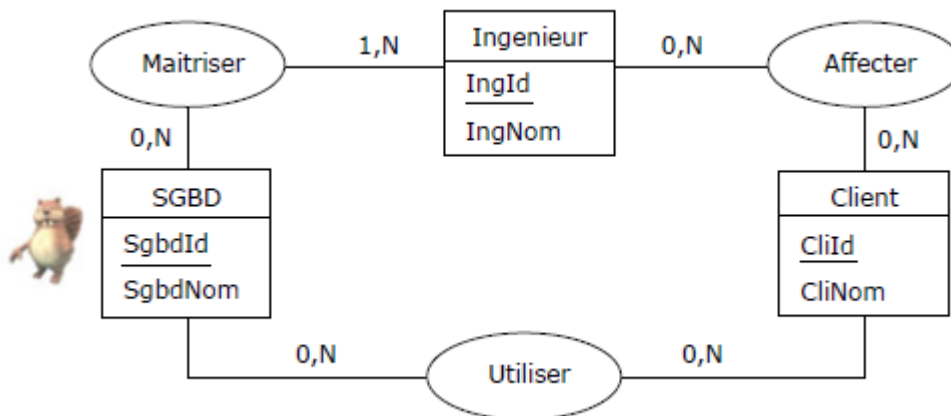 Maitriser
1,N
Ingenieur
IngId
IngNom
0,N
Affecter
0,N
0,N
SGBD
SgbdId
SgbdNom
Client
CliId
CliNom
0,N
Utiliser
0,N